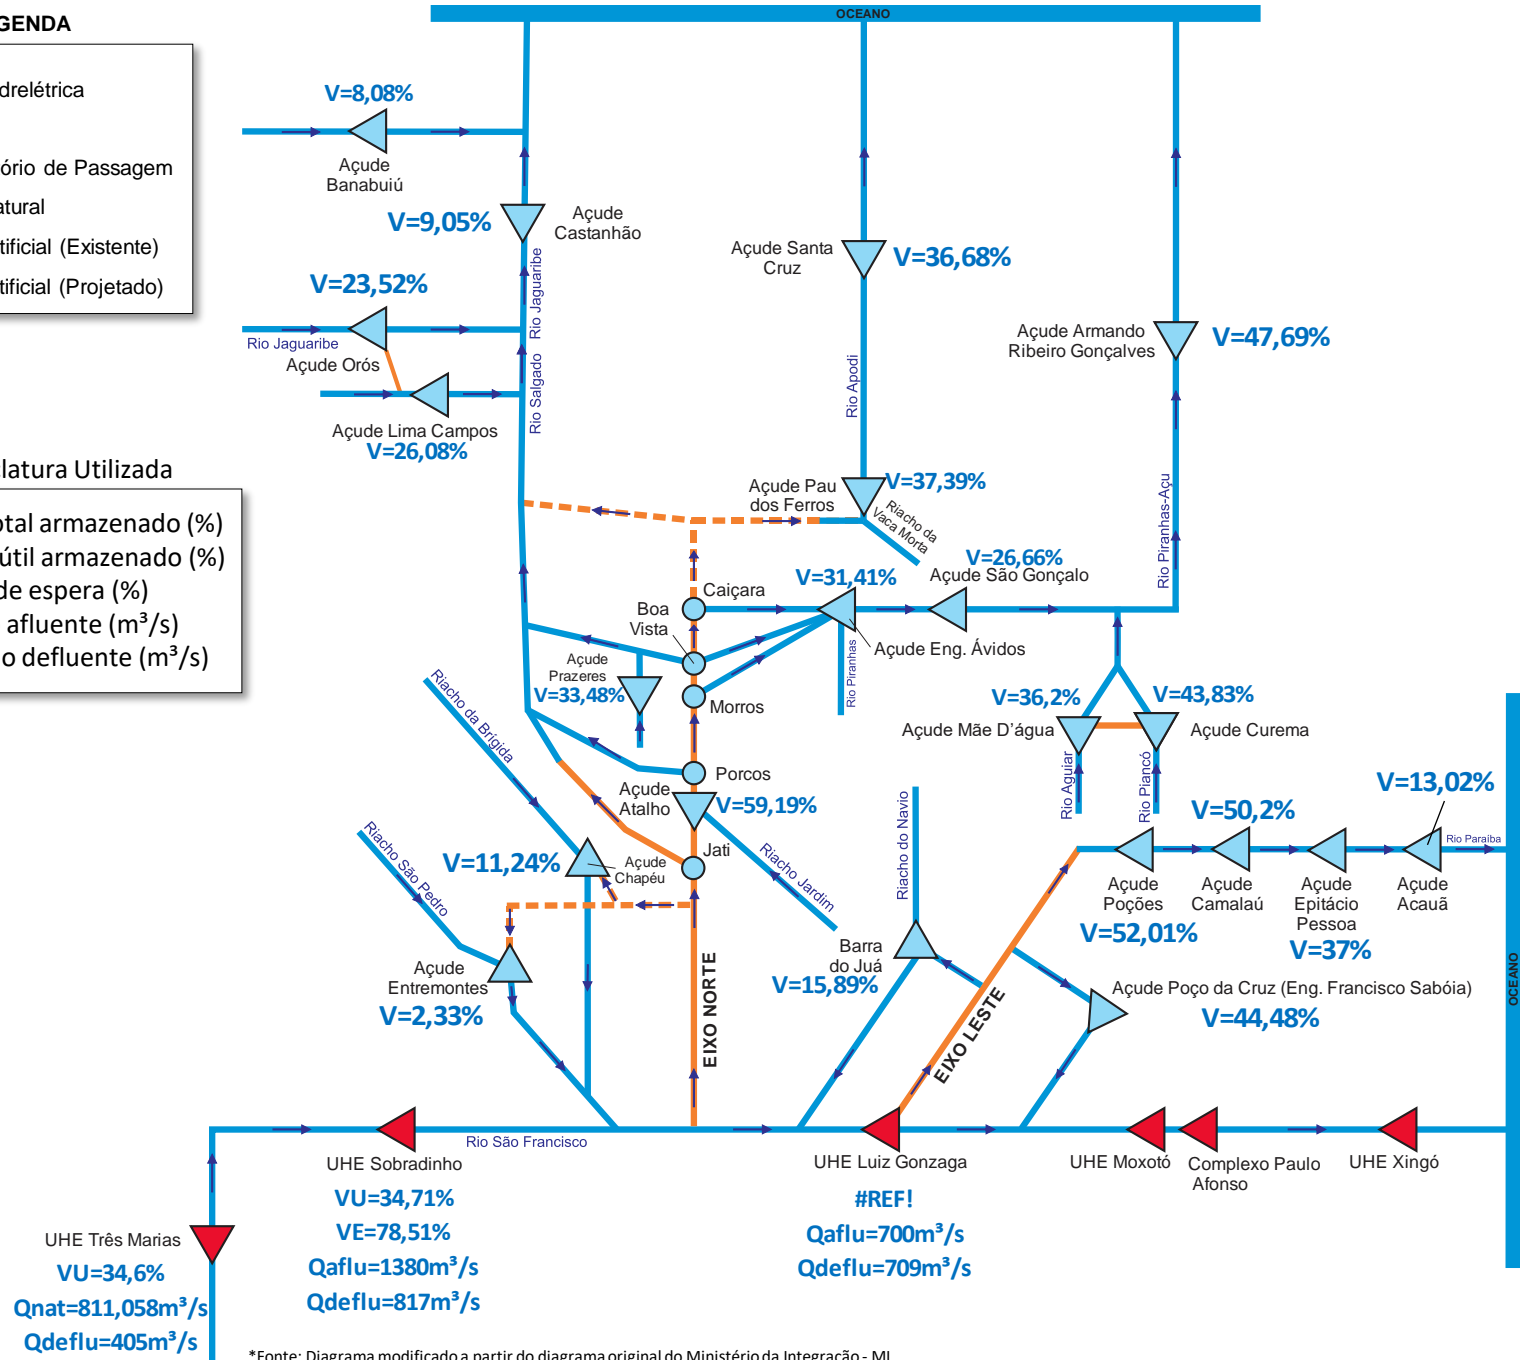 OCEANO
GENDA
drelétrica
ório de Passagem
atural
tificial (Existente)
tificial (Projetado)
V=8,08%
Açude
Banabuiú
V=9,05%
Açude
Castanhão
V=23,52%
Rio Jaguaribe
Açude Orós
Rio Jaguaribe
Rio Salgado
Açude Lima Campos
V=26,08%
Açude Santa
Cruz
V=36,68%
Rio Apodi
Açude Armando
Ribeiro Gonçalves
V=47,69%
Rio Piranhas-Açu
latura Utilizada
otal armazenado (%)
útil armazenado (%)
de espera (%)
afluente (m³/s)
o defluente (m³/s)
Açude Pau
dos Ferros
V=37,39%
Riacho da
Vaca Morta
V=26,66%
Açude São Gonçalo
V=31,41%
Caiçara
Boa
Vista
Açude Eng. Ávidos
Rio Piranhas
Açude
Prazeres
V=33,48%
Morros
Riacho da Brígida
V=36,2%
Açude Mãe D'água
V=43,83%
Açude Curema
Rio Aguiar
Rio Piancó
Porcos
Açude
Atalho
V=59,19%
Riacho do Navio
V=13,02%
V=50,2%
Rio Paraíba
Riacho São Pedro
V=11,24%
Açude
Chapéu
Jati
Riacho Jardim
Açude
Poções
V=52,01%
Açude
Camalaú
Açude
Epitácio
Pessoa
V=37%
Açude
Acauã
Açude
Entremontes
V=2,33%
EIXO NORTE
Barra
do Juá
V=15,89%
EIXO LESTE
Açude Poço da Cruz (Eng. Francisco Sabóia)
V=44,48%
OCEANO
Rio São Francisco
UHE Sobradinho
VU=34,71%
VE=78,51%
Qaflu=1380m³/s
Qdeflu=817m³/s
UHE Luiz Gonzaga
#REF!
Qaflu=700m³/s
Qdeflu=709m³/s
UHE Moxotó
Complexo Paulo
Afonso
UHE Xingó
UHE Três Marias
VU=34,6%
Qnat=811,058m³/s
Qdeflu=405m³/s
*Fonte: Diagrama modificado a partir do diagrama original do Ministério da Integração - MI